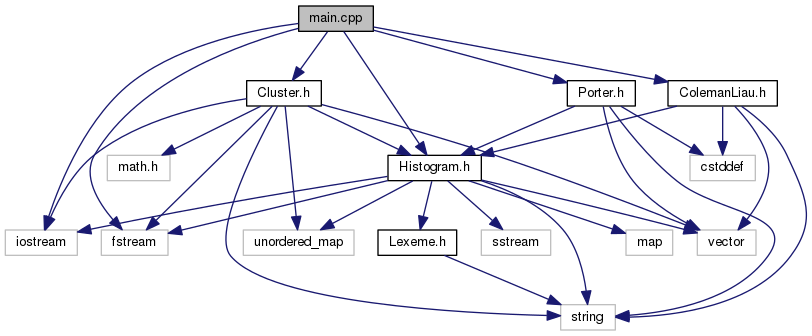 main.cpp
Cluster.h
Porter.h
ColemanLiau.h
math.h
Histogram.h
cstddef
iostream
fstream
unordered_map
Lexeme.h
sstream
map
vector
string